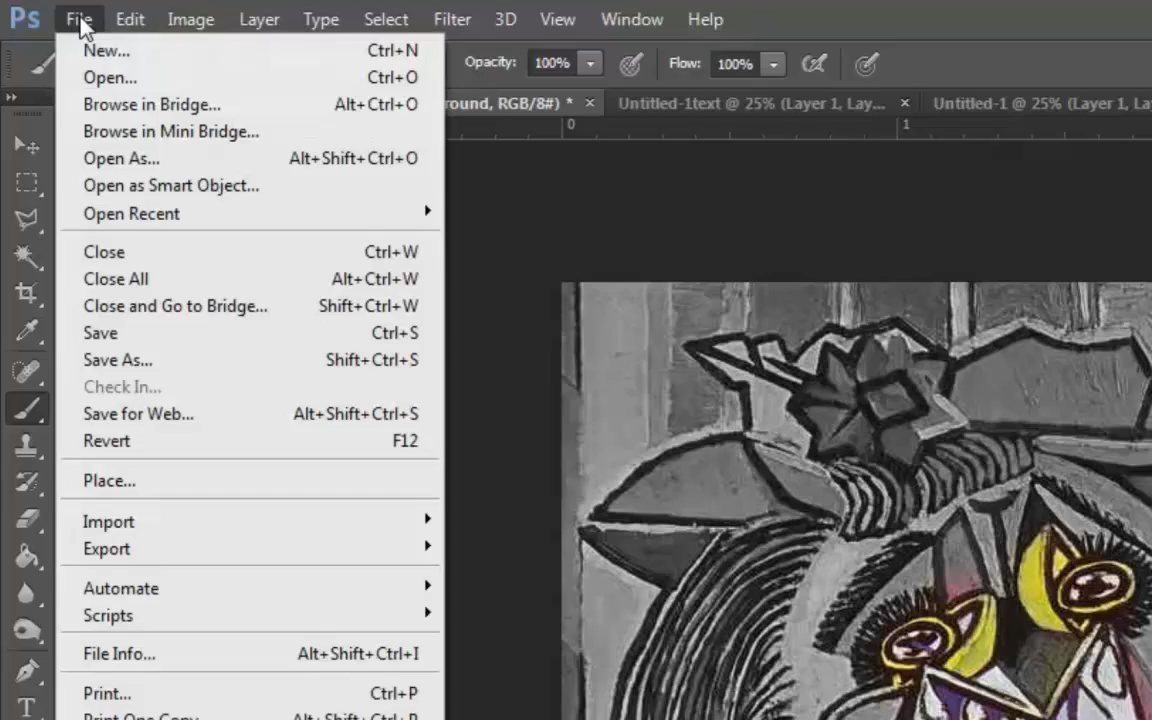 Ps File Edit Image Layer Type Select Filter 3D View Window Help
Opacity: 100% Flow: 100%
round, RGB/8#) * × Untitled-1text @ 25% (Layer 1, Lay... × Untitled-1 @ 25% (Layer 1, La
0 1
New... Ctrl+N
Open... Ctrl+O
Browse in Bridge... Alt+Ctrl+O
Browse in Mini Bridge...
Open As... Alt+Shift+Ctrl+O
Open as Smart Object...
Open Recent
Close Ctrl+W
Close All Alt+Ctrl+W
Close and Go to Bridge... Shift+Ctrl+W
Save Ctrl+S
Save As... Shift+Ctrl+S
Check In...
Save for Web... Alt+Shift+Ctrl+S
Revert F12
Place...
Import
Export
Automate
Scripts
File Info... Alt+Shift+Ctrl+I
Print... Ctrl+P
Print One Copy Alt+Shift+Ctrl+P